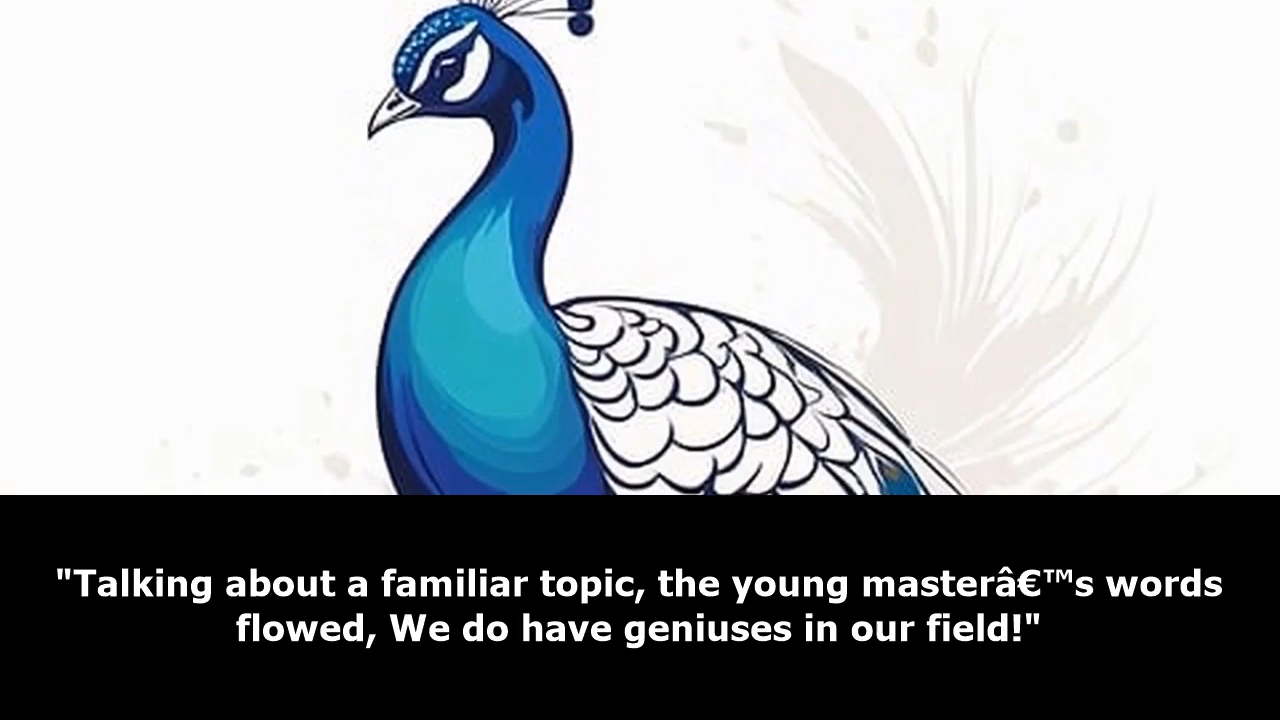 "Talking about a familiar topic, the young masterâ€™s words
flowed, We do have geniuses in our field!"